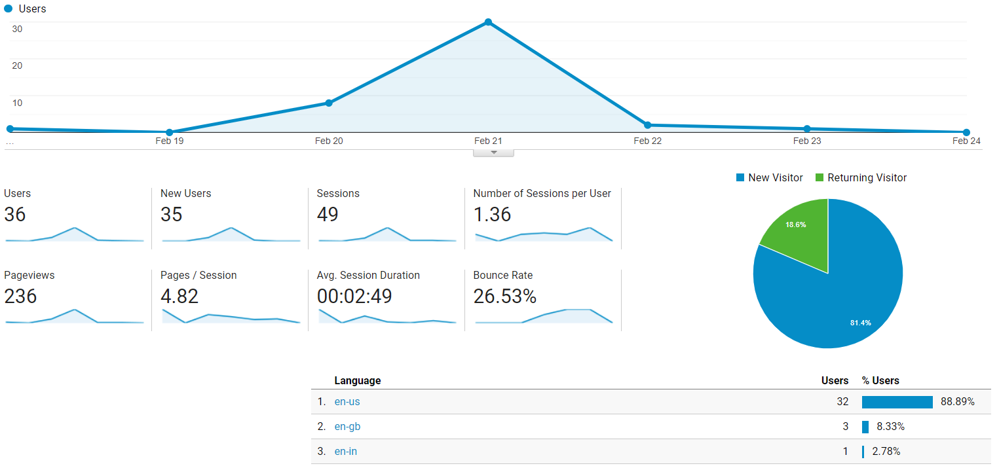 Users
30
20
10
...
Feb 19
Feb 20
Feb 21
Feb 22
Feb 23
Feb 24
New Visitor
Returning Visitor
Users
New Users
Sessions
Number of Sessions per User
36
35
49
1.36
18.6%
Pageviews
Pages / Session
Avg. Session Duration
Bounce Rate
236
4.82
00:02:49
26.53%
81.4%
Language Users % Users
1. en-us 32 88.89%
2. en-gb 3 8.33%
3. en-in 1 2.78%